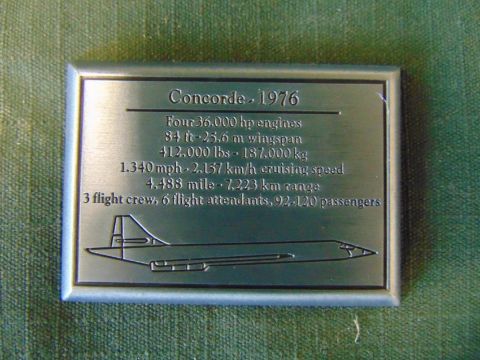 Concorde - 1976
Four 36.000 hp engines
84 ft · 25.6 m wingspan
412.000 lbs · 187.000 kg
1.340 mph · 2.157 km/h cruising speed
4.488 mile · 7.223 km range
3 flight crew, 6 flight attendants, 92-120 passengers